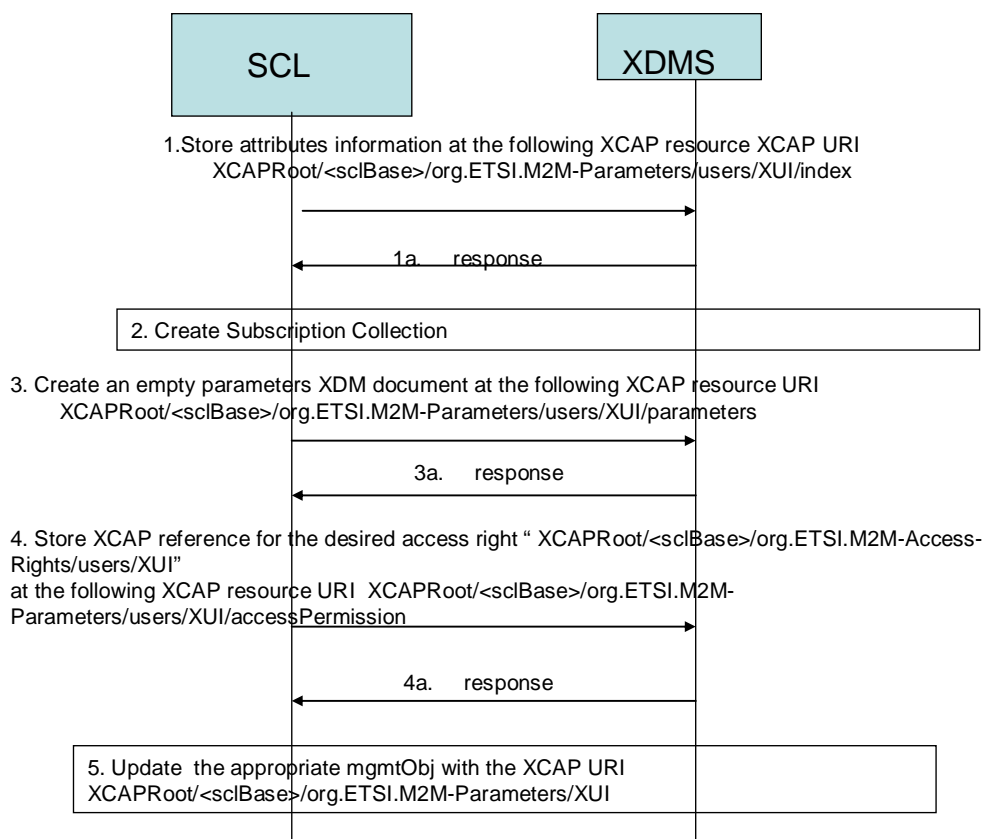 SCL
XDMS
1.Store attributes information at the following XCAP resource XCAP URI
XCAPRoot/<sclBase>/org.ETSI.M2M-Parameters/users/XUI/index
1a. response
2. Create Subscription Collection
3. Create an empty parameters XDM document at the following XCAP resource URI
XCAPRoot/<sclBase>/org.ETSI.M2M-Parameters/users/XUI/parameters
3a. response
4. Store XCAP reference for the desired access right “ XCAPRoot/<sclBase>/org.ETSI.M2M-Access-
Rights/users/XUI”
at the following XCAP resource URI XCAPRoot/<sclBase>/org.ETSI.M2M-
Parameters/users/XUI/accessPermission
4a. response
5. Update the appropriate mgmtObj with the XCAP URI
XCAPRoot/<sclBase>/org.ETSI.M2M-Parameters/XUI